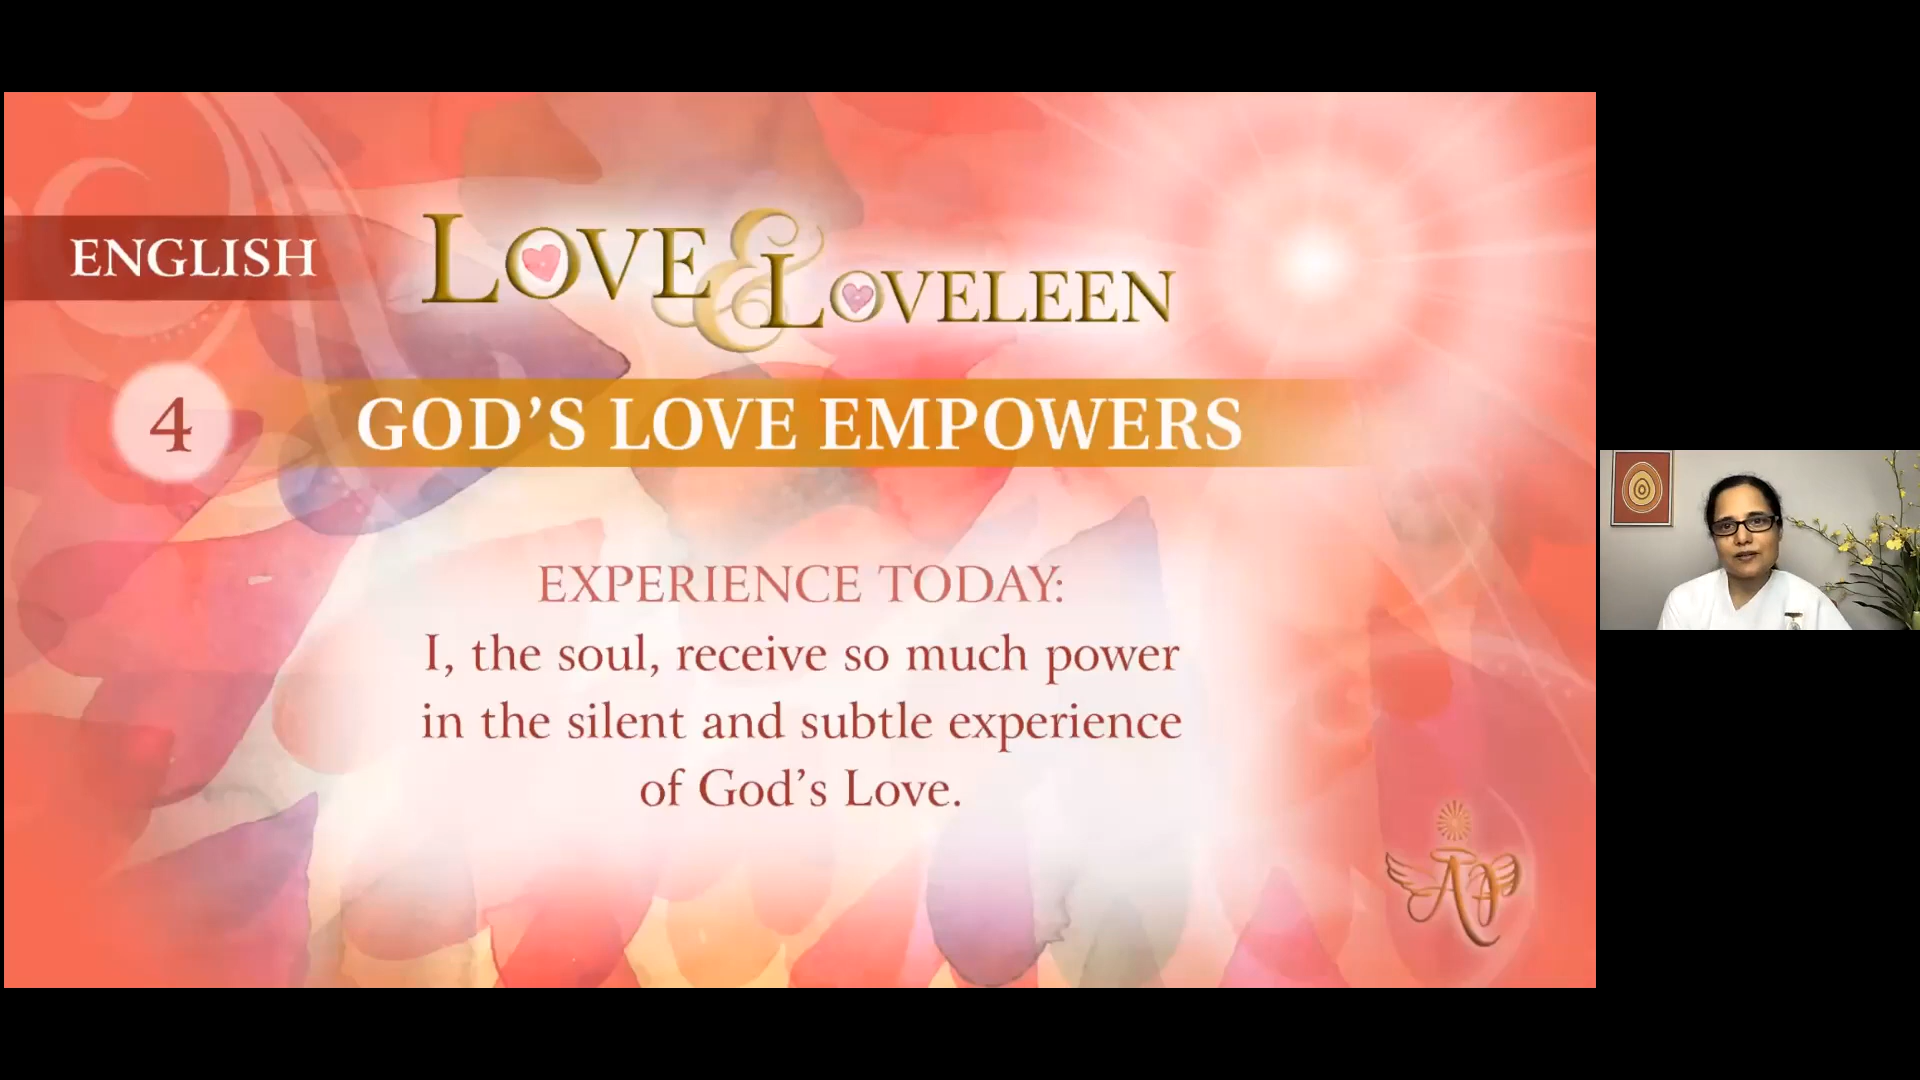 ENGLISH
LOVE & LOVELEEN
4
GOD'S LOVE EMPOWERS
EXPERIENCE TODAY:
I, the soul, receive so much power
in the silent and subtle experience
of God's Love.